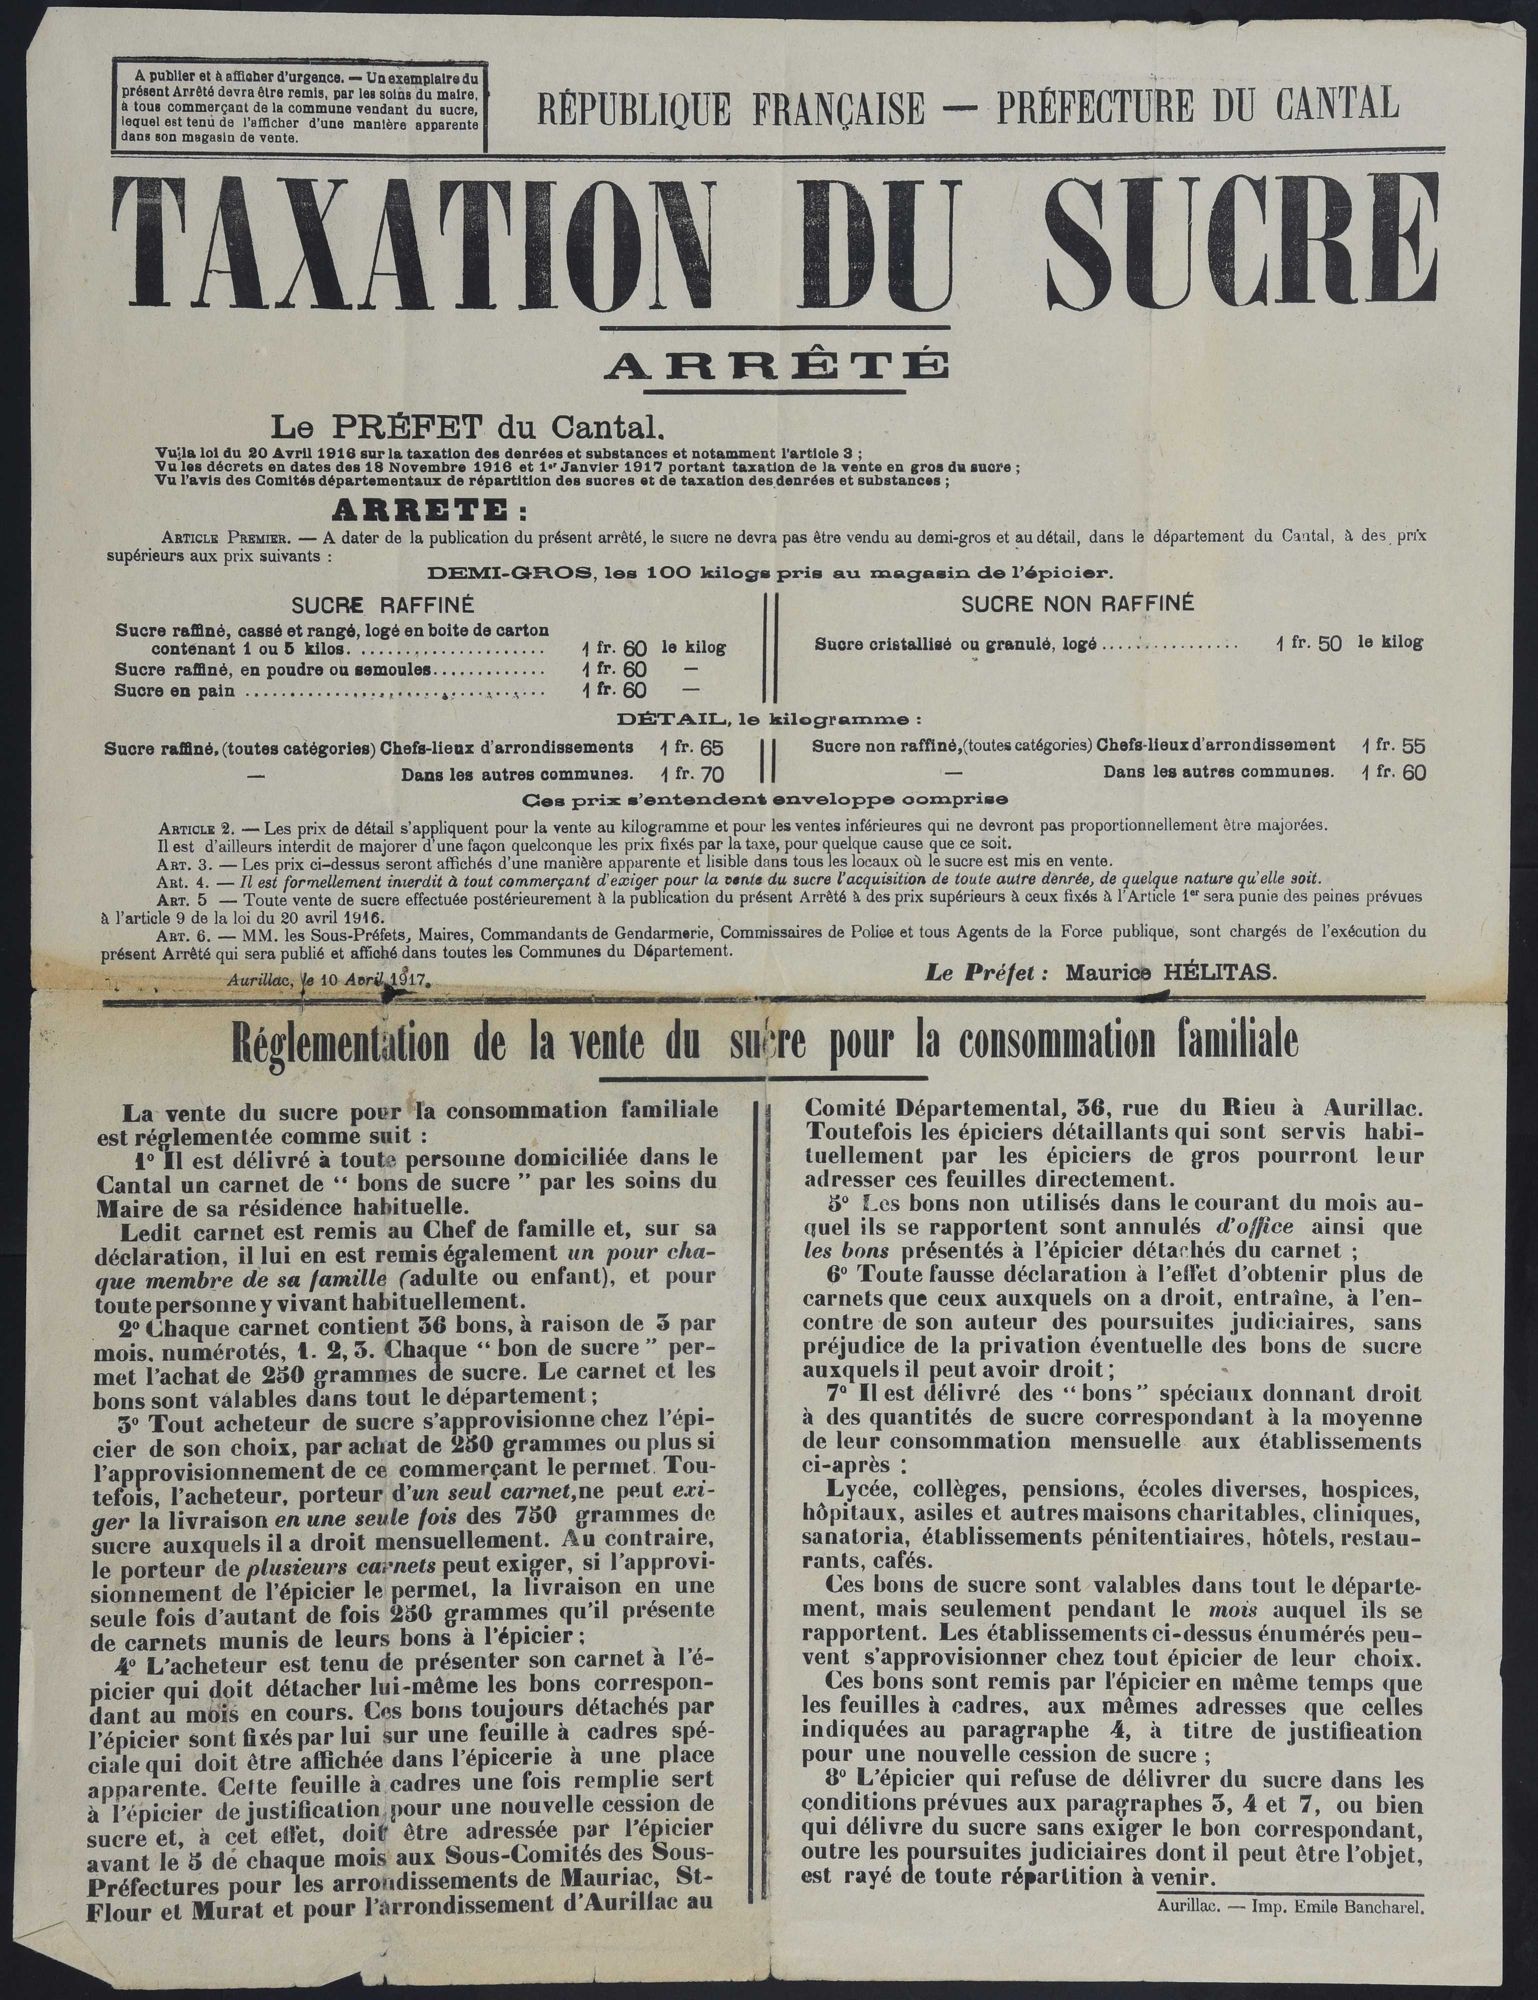 A publier et à afficher d'urgence. — Un exemplaire du
présent Arrêté devra être remis, par les soins du maire,
à tous commerçant de la commune vendant du sucre,
lequel est tenu de l'afficher d'une manière apparente
dans son magasin de vente.
RÉPUBLIQUE FRANÇAISE — PRÉFECTURE DU CANTAL
TAXATION DU SUCRE
ARRÊTÉ
Le PRÉFET du Cantal.
Vu la loi du 20 Avril 1916 sur la taxation des denrées et substances et notamment l'article 3 ;
Vu les décrets en dates des 18 Novembre 1916 et 1er Janvier 1917 portant taxation de la vente en gros du sucre ;
Vu l'avis des Comités départementaux de répartition des sucres et de taxation des denrées et substances ;
ARRETE :
ARTICLE PREMIER. — A dater de la publication du présent arrêté, le sucre ne devra pas être vendu au demi-gros et au détail, dans le département du Cantal, à des prix
supérieurs aux prix suivants :
DEMI-GROS, les 100 kilogs pris au magasin de l'épicier.
SUCRE RAFFINÉ
Sucre raffiné, cassé et rangé, logé en boite de carton
contenant 1 ou 5 kilos. .................... 1 fr. 60 le kilog
Sucre raffiné, en poudre ou semoules............. 1 fr. 60 —
Sucre en pain ................................ 1 fr. 60 —
SUCRE NON RAFFINÉ
Sucre cristallisé ou granulé, logé ................ 1 fr. 50 le kilog
DÉTAIL, le kilogramme :
Sucre raffiné, (toutes catégories) Chefs-lieux d'arrondissements 1 fr. 65
— Dans les autres communes. 1 fr. 70
Sucre non raffiné, (toutes catégories) Chefs-lieux d'arrondissement 1 fr. 55
— Dans les autres communes. 1 fr. 60
Ces prix s'entendent enveloppe comprise
ARTICLE 2. — Les prix de détail s'appliquent pour la vente au kilogramme et pour les ventes inférieures qui ne devront pas proportionnellement être majorées.
Il est d'ailleurs interdit de majorer d'une façon quelconque les prix fixés par la taxe, pour quelque cause que ce soit.
ART. 3. — Les prix ci-dessus seront affichés d'une manière apparente et lisible dans tous les locaux où le sucre est mis en vente.
ART. 4. — Il est formellement interdit à tout commerçant d'exiger pour la vente du sucre l'acquisition de toute autre denrée, de quelque nature qu'elle soit.
ART. 5 — Toute vente de sucre effectuée postérieurement à la publication du présent Arrêté à des prix supérieurs à ceux fixés à l'Article 1er sera punie des peines prévues
à l'article 9 de la loi du 20 avril 1916.
ART. 6. — MM. les Sous-Préfets, Maires, Commandants de Gendarmerie, Commissaires de Police et tous Agents de la Force publique, sont chargés de l'exécution du
présent Arrêté qui sera publié et affiché dans toutes les Communes du Département.
Aurillac, le 10 Avril 1917.
Le Préfet : Maurice HÉLITAS.
Réglementation de la vente du sucre pour la consommation familiale
La vente du sucre pour la consommation familiale
est réglementée comme suit :
1° Il est délivré à toute personne domiciliée dans le
Cantal un carnet de “ bons de sucre ” par les soins du
Maire de sa résidence habituelle.
Ledit carnet est remis au Chef de famille et, sur sa
déclaration, il lui en est remis également un pour cha-
que membre de sa famille (adulte ou enfant), et pour
toute personne y vivant habituellement.
2° Chaque carnet contient 36 bons, à raison de 3 par
mois, numérotés, 1. 2, 3. Chaque “ bon de sucre ” per-
met l'achat de 250 grammes de sucre. Le carnet et les
bons sont valables dans tout le département ;
3° Tout acheteur de sucre s'approvisionne chez l'épi-
cier de son choix, par achat de 250 grammes ou plus si
l'approvisionnement de ce commerçant le permet. Tou-
tefois, l'acheteur, porteur d'un seul carnet, ne peut exi-
ger la livraison en une seule fois des 750 grammes de
sucre auxquels il a droit mensuellement. Au contraire,
le porteur de plusieurs carnets peut exiger, si l'approvi-
sionnement de l'épicier le permet, la livraison en une
seule fois d'autant de fois 250 grammes qu'il présente
de carnets munis de leurs bons à l'épicier ;
4° L'acheteur est tenu de présenter son carnet à l'é-
picier qui doit détacher lui-même les bons correspon-
dant au mois en cours. Ces bons toujours détachés par
l'épicier sont fixés par lui sur une feuille à cadres spé-
ciale qui doit être affichée dans l'épicerie à une place
apparente. Cette feuille à cadres une fois remplie sert
à l'épicier de justification pour une nouvelle cession de
sucre et, à cet effet, doit être adressée par l'épicier
avant le 5 de chaque mois aux Sous-Comités des Sous-
Préfectures pour les arrondissements de Mauriac, St-
Flour et Murat et pour l'arrondissement d'Aurillac au
Comité Départemental, 36, rue du Rieu à Aurillac.
Toutefois les épiciers détaillants qui sont servis habi-
tuellement par les épiciers de gros pourront leur
adresser ces feuilles directement.
5° Les bons non utilisés dans le courant du mois au-
quel ils se rapportent sont annulés d'office ainsi que
les bons présentés à l'épicier détachés du carnet ;
6° Toute fausse déclaration à l'effet d'obtenir plus de
carnets que ceux auxquels on a droit, entraîne, à l'en-
contre de son auteur des poursuites judiciaires, sans
préjudice de la privation éventuelle des bons de sucre
auxquels il peut avoir droit ;
7° Il est délivré des “ bons ” spéciaux donnant droit
à des quantités de sucre correspondant à la moyenne
de leur consommation mensuelle aux établissements
ci-après :
Lycée, collèges, pensions, écoles diverses, hospices,
hôpitaux, asiles et autres maisons charitables, cliniques,
sanatoria, établissements pénitentiaires, hôtels, restau-
rants, cafés.
Ces bons de sucre sont valables dans tout le départe-
ment, mais seulement pendant le mois auquel ils se
rapportent. Les établissements ci-dessus énumérés peu-
vent s'approvisionner chez tout épicier de leur choix.
Ces bons sont remis par l'épicier en même temps que
les feuilles à cadres, aux mêmes adresses que celles
indiquées au paragraphe 4, à titre de justification
pour une nouvelle cession de sucre ;
8° L'épicier qui refuse de délivrer du sucre dans les
conditions prévues aux paragraphes 3, 4 et 7, ou bien
qui délivre du sucre sans exiger le bon correspondant,
outre les poursuites judiciaires dont il peut être l'objet,
est rayé de toute répartition à venir.
Aurillac. — Imp. Emile Bancharel.